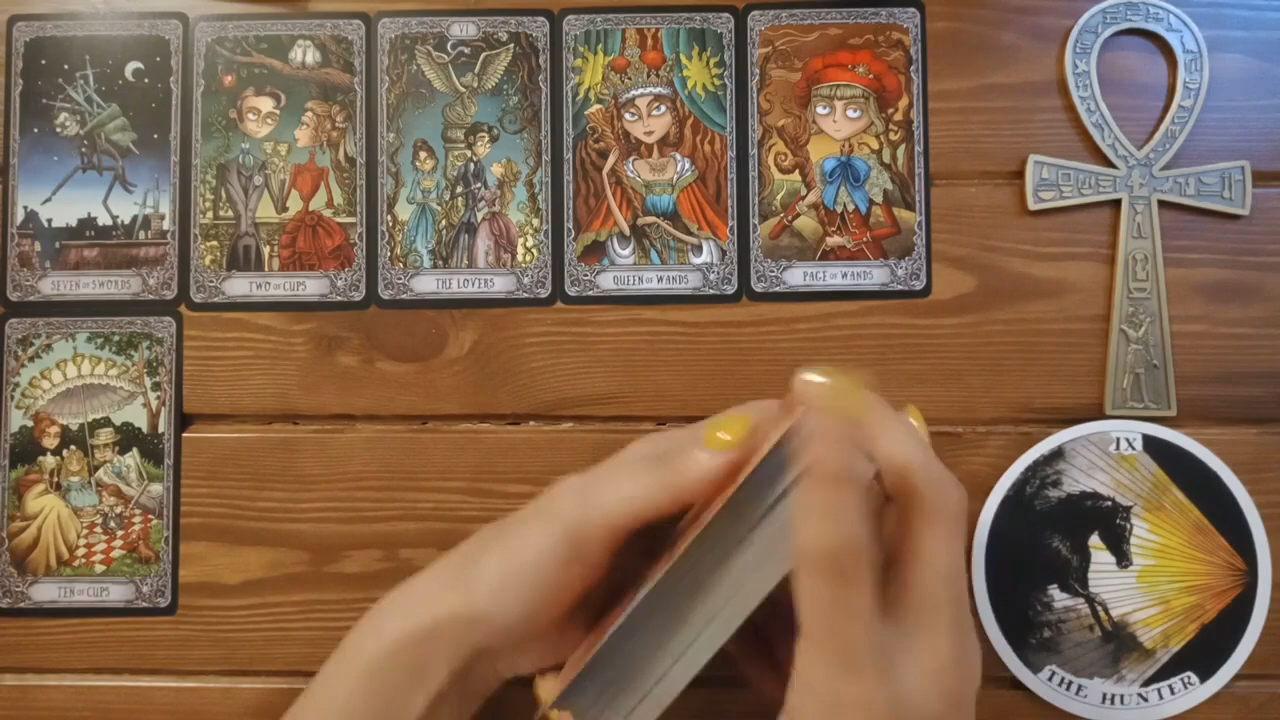 SEVEN OF SWORDS
TWO OF CUPS
VI
THE LOVERS
QUEEN OF WANDS
PAGE OF WANDS
TEN OF CUPS
IX
THE HUNTER